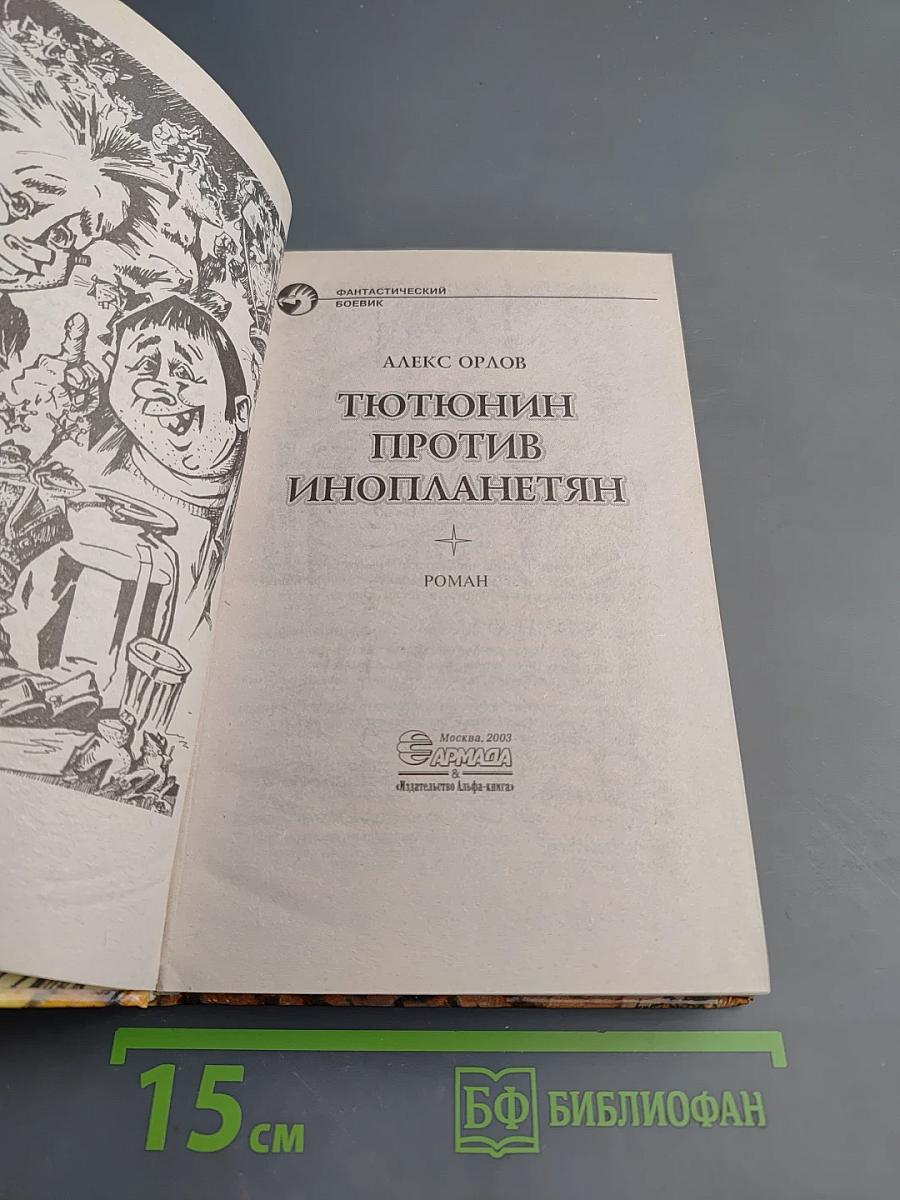 ФАНТАСТИЧЕСКИЙ
БОЕВИК
АЛЕКС ОРЛОВ
ТЮТЮНИН
ПРОТИВ
ИНОПЛАНЕТЯН
РОМАН
Москва, 2003
АРМАДА
&
«Издательство Альфа-книга»
15 см
БФ БИБЛИОФАН